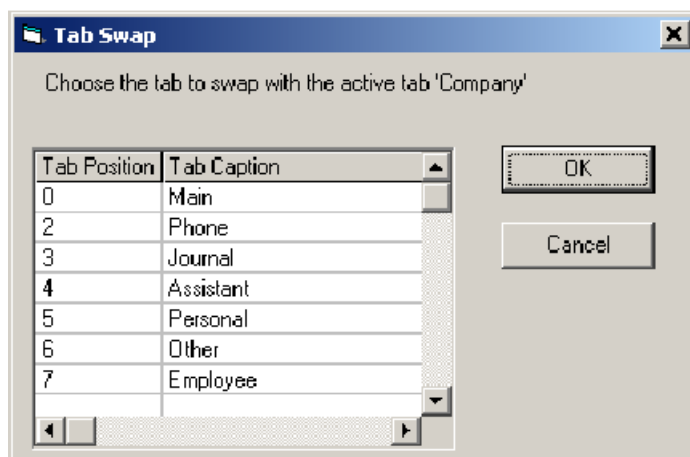 Tab Swap
Choose the tab to swap with the active tab 'Company'
Tab Position Tab Caption
0 Main
2 Phone
3 Journal
4 Assistant
5 Personal
6 Other
7 Employee
OK
Cancel